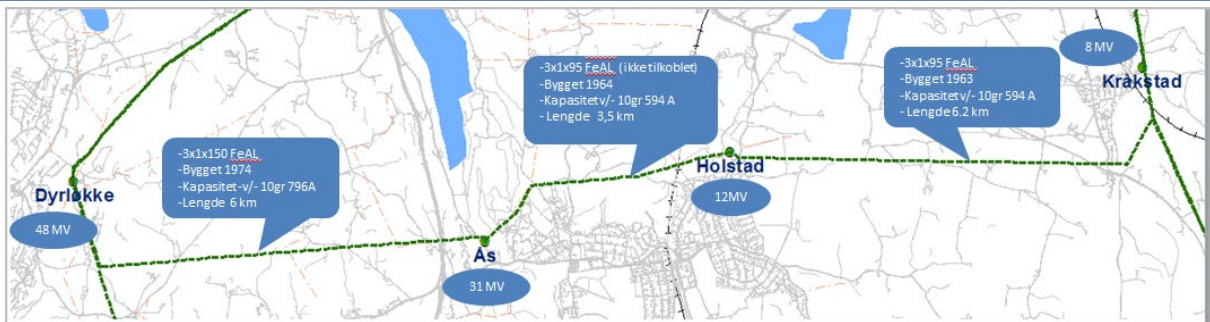 8 MV
Kråkstad
-3x1x95 FeAL (ikke tilkoblet)
-Bygget 1964
-Kapasitet v/- 10gr 594 A
- Lengde 3,5 km
-3x1x95 FeAL
-Bygget 1963
-Kapasitet v/- 10gr 594 A
-Lengde 6.2 km
-3x1x150 FeAL
-Bygget 1974
-Kapasitet -v/- 10gr 796A
-Lengde 6 km
Holstad
12MV
Dyrløkke
48 MV
Ås
31 MV